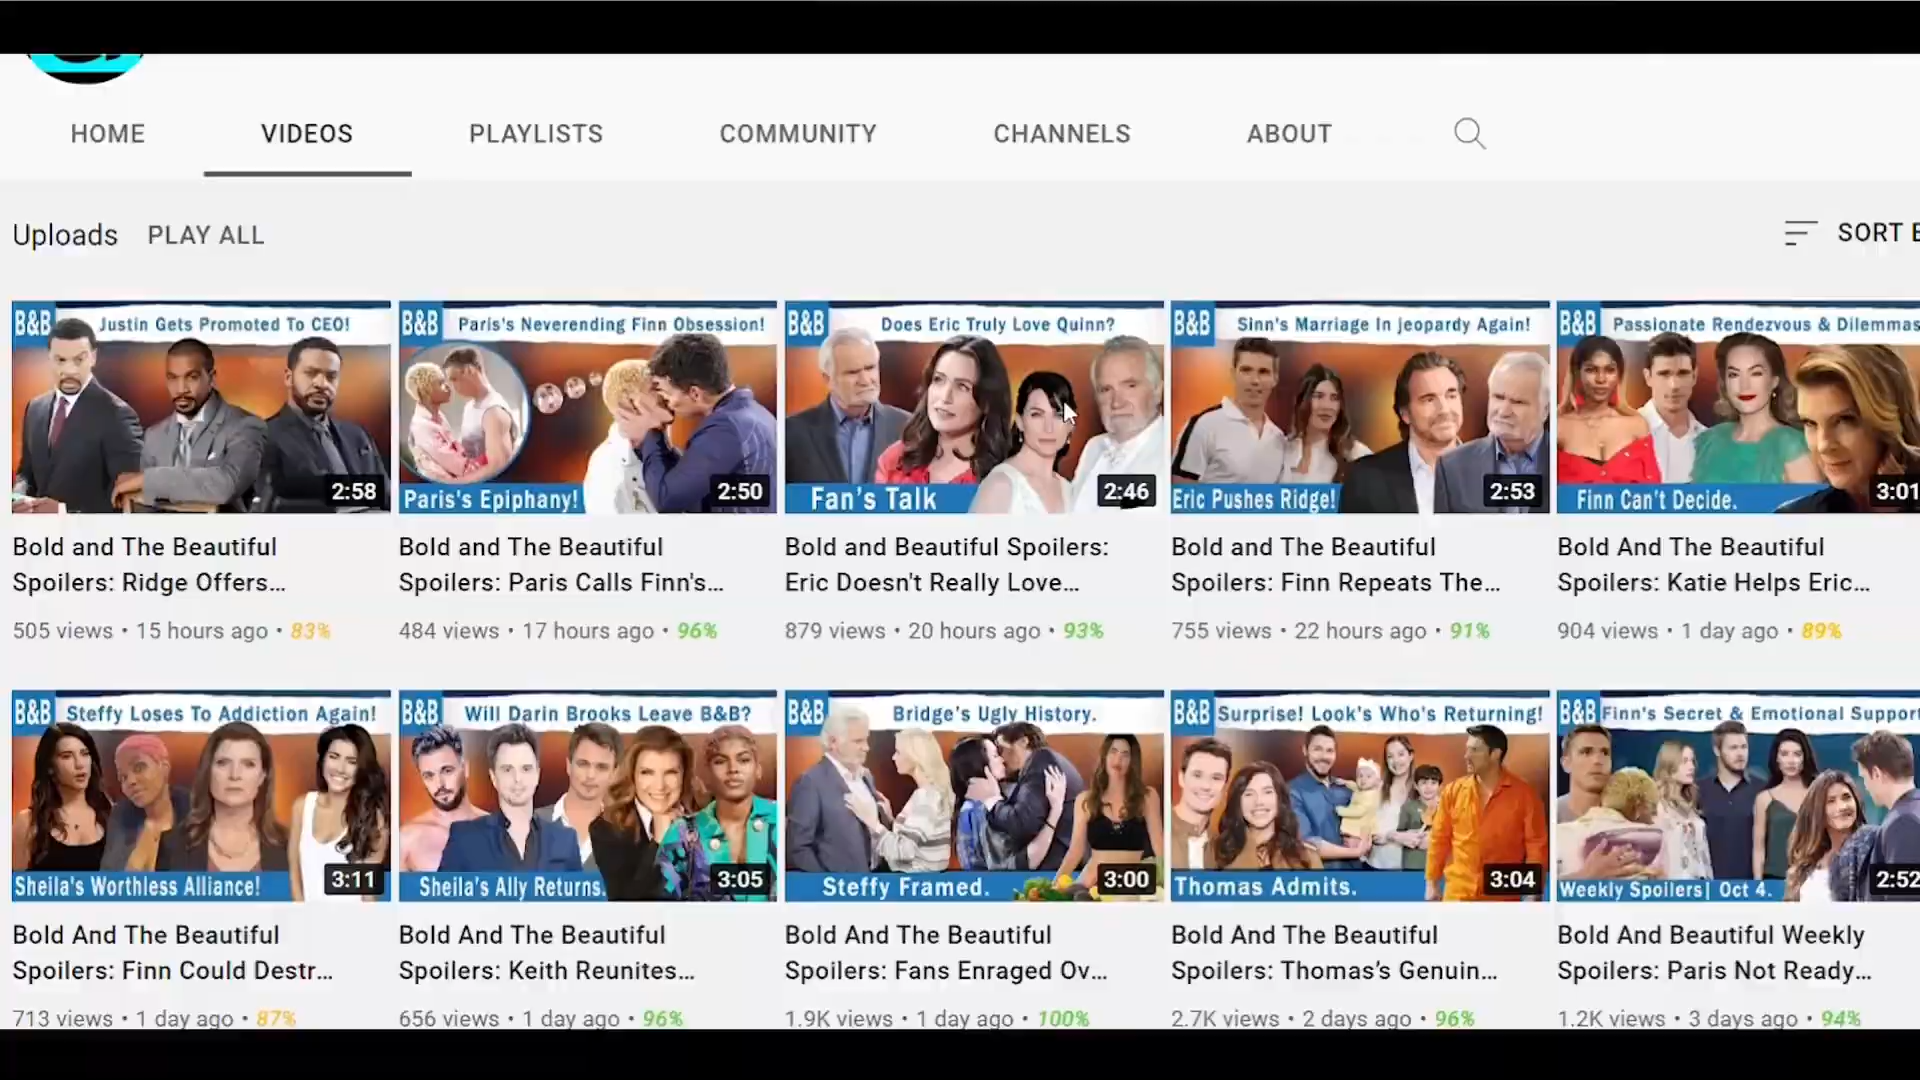 HOME VIDEOS PLAYLISTS COMMUNITY CHANNELS ABOUT
Uploads PLAY ALL
SORT B
B&B Justin Gets Promoted To CEO!
2:58
Bold and The Beautiful
Spoilers: Ridge Offers...
505 views • 15 hours ago • 83%
B&B Paris's Neverending Finn Obsession!
Paris's Epiphany!
2:50
Bold and The Beautiful
Spoilers: Paris Calls Finn's...
484 views • 17 hours ago • 96%
B&B Does Eric Truly Love Quinn?
Fan's Talk
2:46
Bold and Beautiful Spoilers:
Eric Doesn't Really Love...
879 views • 20 hours ago • 93%
B&B Sinn's Marriage In Jeopardy Again!
Eric Pushes Ridge!
2:53
Bold and The Beautiful
Spoilers: Finn Repeats The...
755 views • 22 hours ago • 91%
B&B Passionate Rendezvous & Dilemmas
Finn Can't Decide.
3:01
Bold And The Beautiful
Spoilers: Katie Helps Eric...
904 views • 1 day ago • 89%
B&B Steffy Loses To Addiction Again!
Sheila's Worthless Alliance!
3:11
Bold And The Beautiful
Spoilers: Finn Could Destr...
713 views • 1 day ago • 87%
B&B Will Darin Brooks Leave B&B?
Sheila's Ally Returns.
3:05
Bold And The Beautiful
Spoilers: Keith Reunites...
656 views • 1 day ago • 96%
B&B Bridge's Ugly History.
Steffy Framed.
3:00
Bold And The Beautiful
Spoilers: Fans Enraged Ov...
1.9K views • 1 day ago • 100%
B&B Surprise! Look's Who's Returning!
Thomas Admits.
3:04
Bold And The Beautiful
Spoilers: Thomas’s Genuin...
2.7K views • 2 days ago • 96%
B&B Finn's Secret & Emotional Support
Weekly Spoilers| Oct 4.
2:52
Bold And Beautiful Weekly
Spoilers: Paris Not Ready...
1.2K views • 3 days ago • 94%